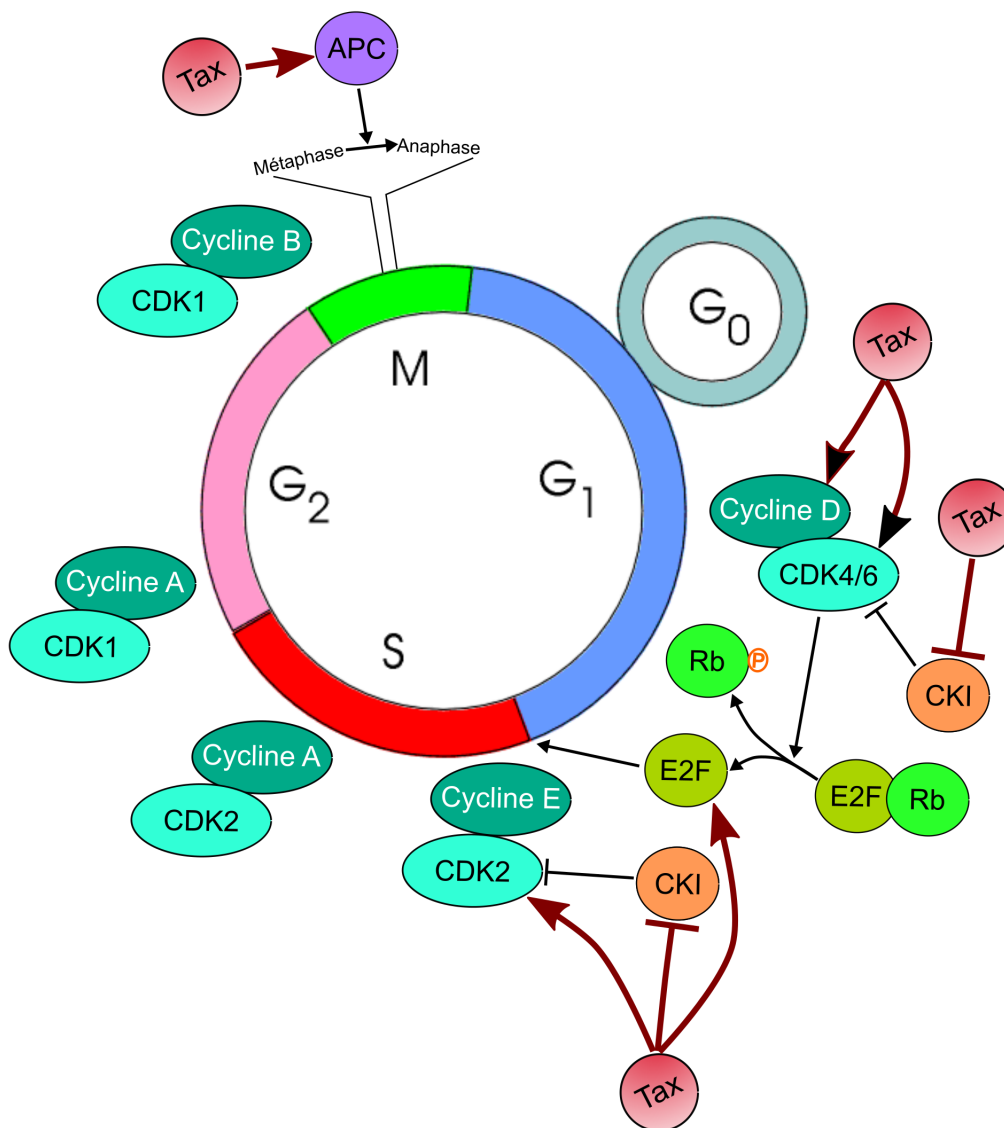 Tax
APC
Métaphase
Anaphase
Cycline B
CDK1
G0
M
Tax
G2
G1
Cycline D
Tax
CDK4/6
Cycline A
CDK1
S
Rb
P
CKI
Cycline A
CDK2
E2F
E2F
Rb
Cycline E
CDK2
CKI
Tax